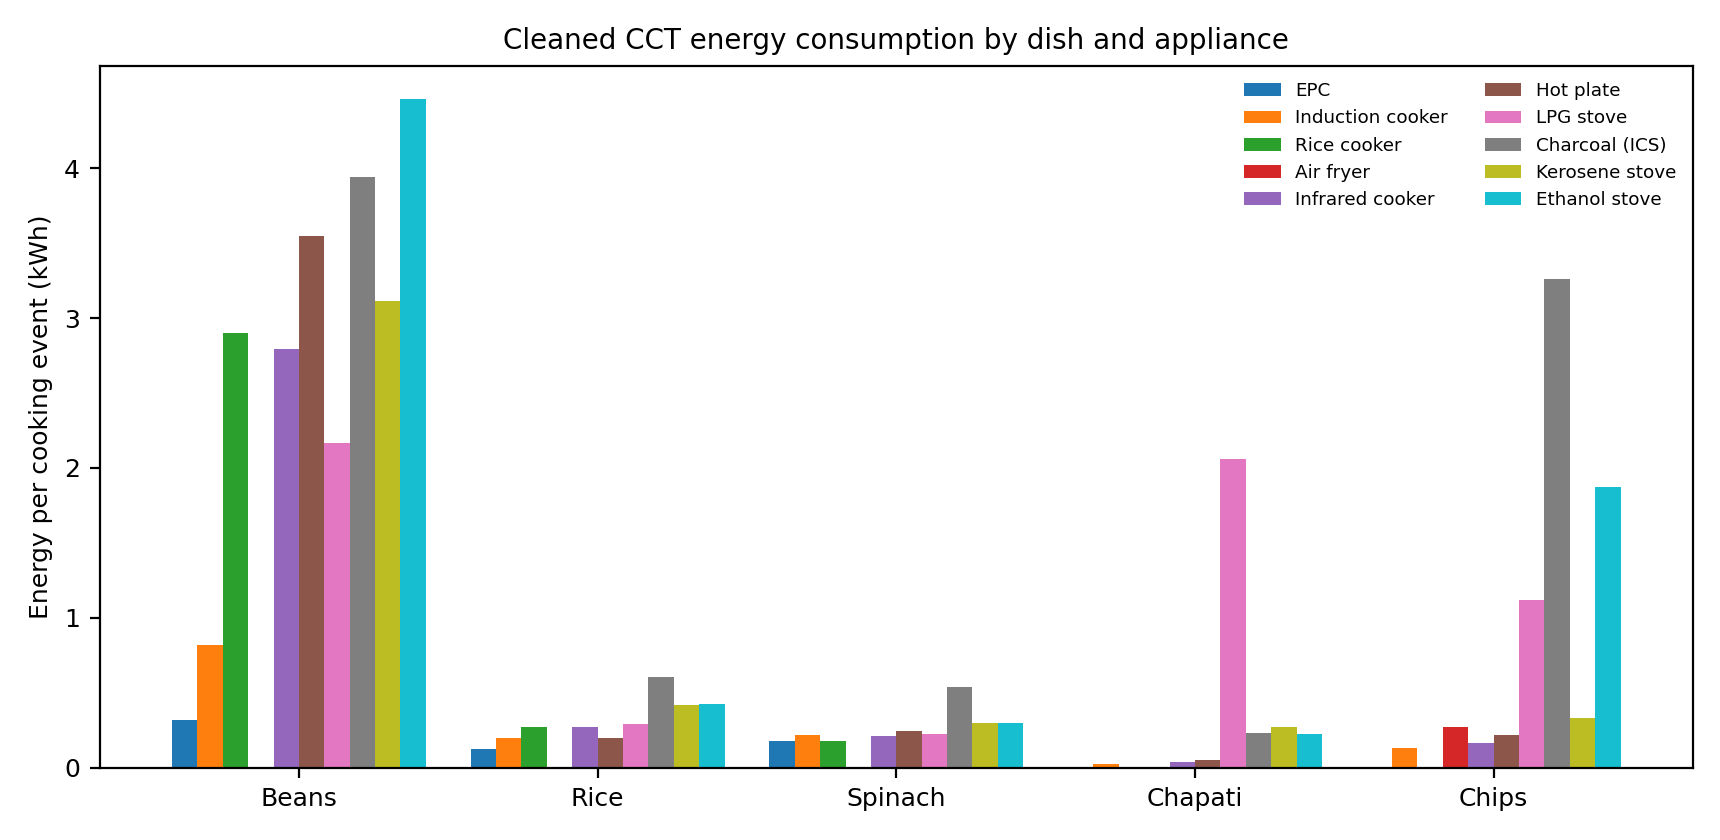 Cleaned CCT energy consumption by dish and appliance
Energy per cooking event (kWh)
4
3
2
1
0
EPC
Induction cooker
Rice cooker
Air fryer
Infrared cooker
Hot plate
LPG stove
Charcoal (ICS)
Kerosene stove
Ethanol stove
Beans
Rice
Spinach
Chapati
Chips